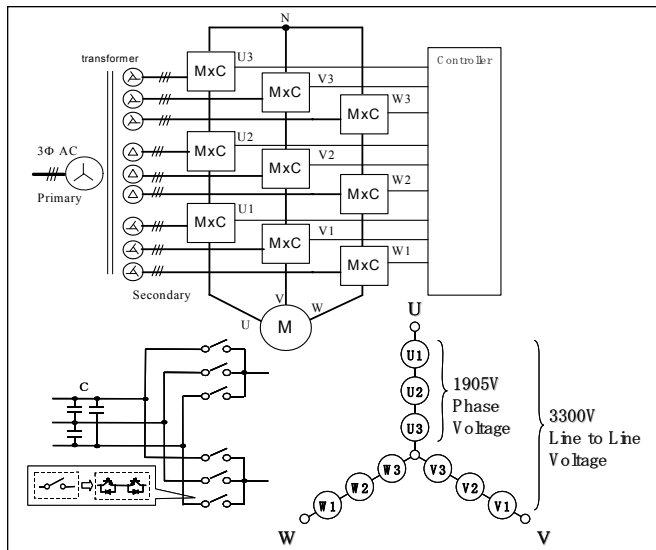 N
transformer
Controller
U3
MxC
V3
MxC
W3
MxC
3Φ AC
Primary
U2
MxC
V2
MxC
W2
MxC
U1
MxC
V1
MxC
W1
MxC
Secondary
U
V
W
M
C
U
U1
U2
U3
1905V
Phase
Voltage
3300V
Line to Line
Voltage
W3
V3
W2
V2
W1
V1
W
V